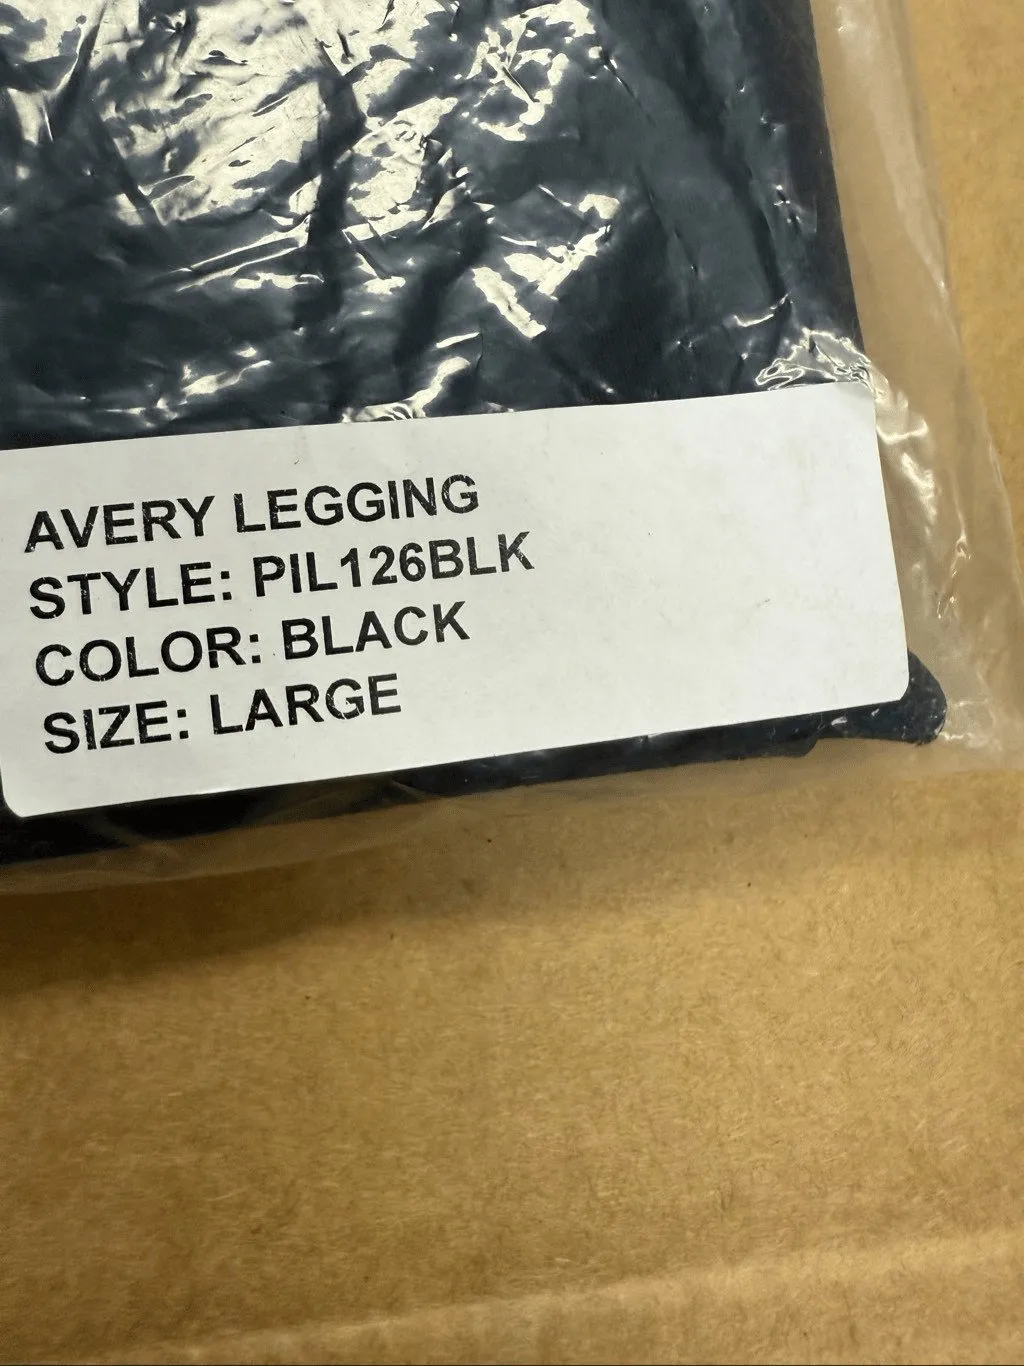 AVERY LEGGING
STYLE: PIL126BLK
COLOR: BLACK
SIZE: LARGE